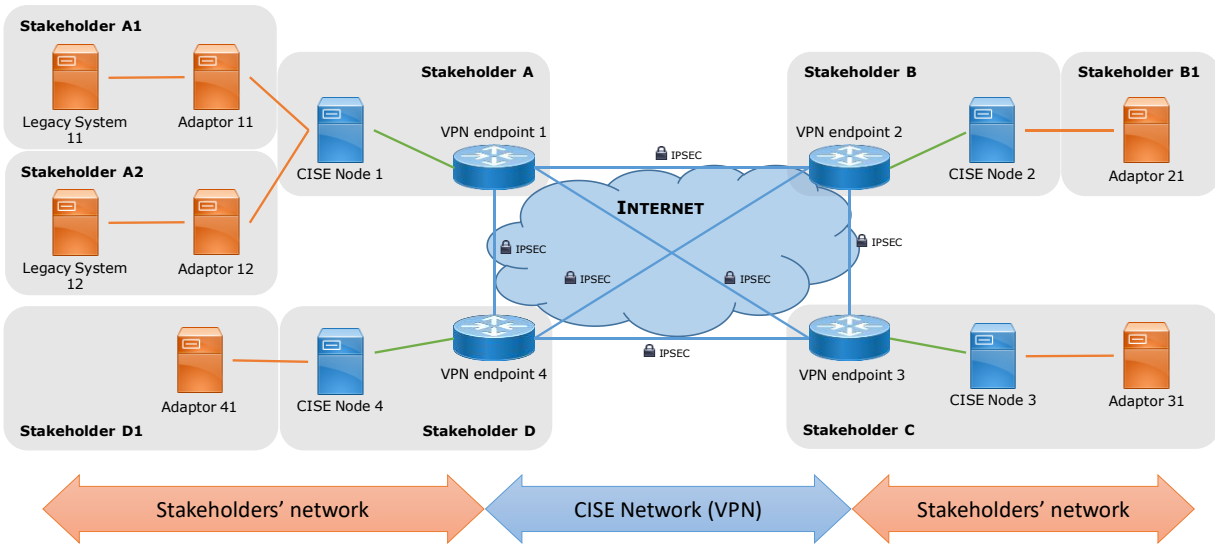 Stakeholder A1
Legacy System
11
Adaptor 11
Stakeholder A2
Legacy System
12
Adaptor 12
Stakeholder A
CISE Node 1
VPN endpoint 1
Stakeholder B
VPN endpoint 2
CISE Node 2
Stakeholder B1
Adaptor 21
IPSEC
INTERNET
IPSEC
IPSEC
IPSEC
IPSEC
IPSEC
Adaptor 41
Stakeholder D1
CISE Node 4
VPN endpoint 4
Stakeholder D
VPN endpoint 3
CISE Node 3
Adaptor 31
Stakeholder C
Stakeholders’ network
CISE Network (VPN)
Stakeholders’ network